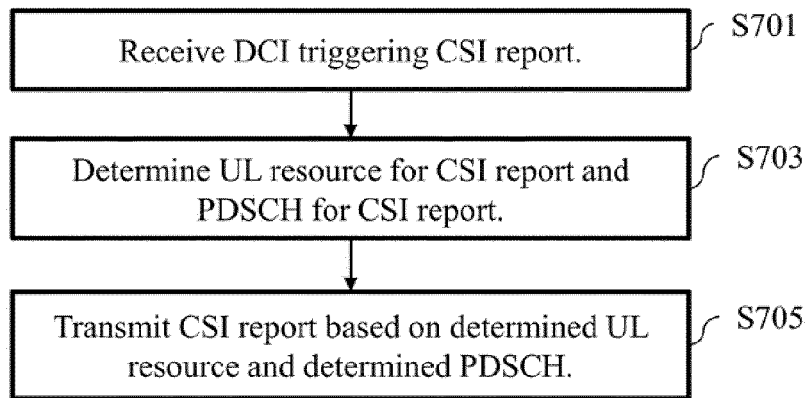 Receive DCI triggering CSI report.
S701
Determine UL resource for CSI report and
PDSCH for CSI report.
S703
Transmit CSI report based on determined UL
resource and determined PDSCH.
S705